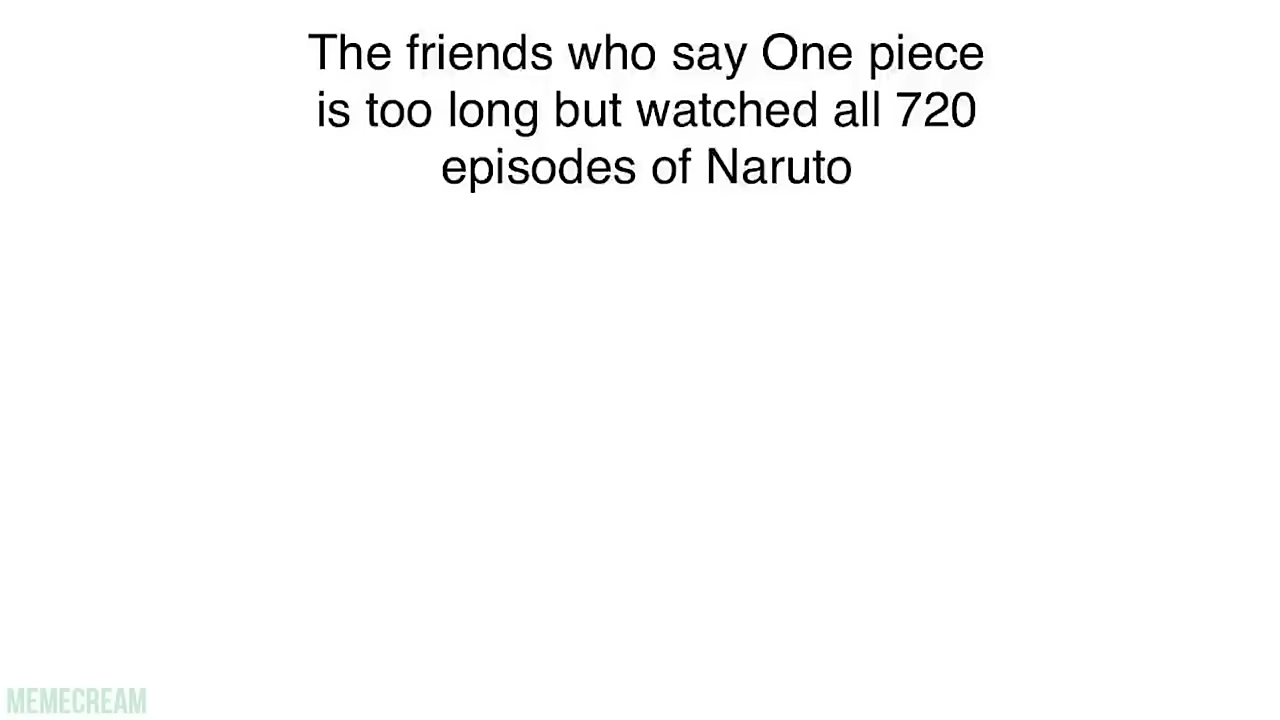 The friends who say One piece
is too long but watched all 720
episodes of Naruto
MEMECREAM